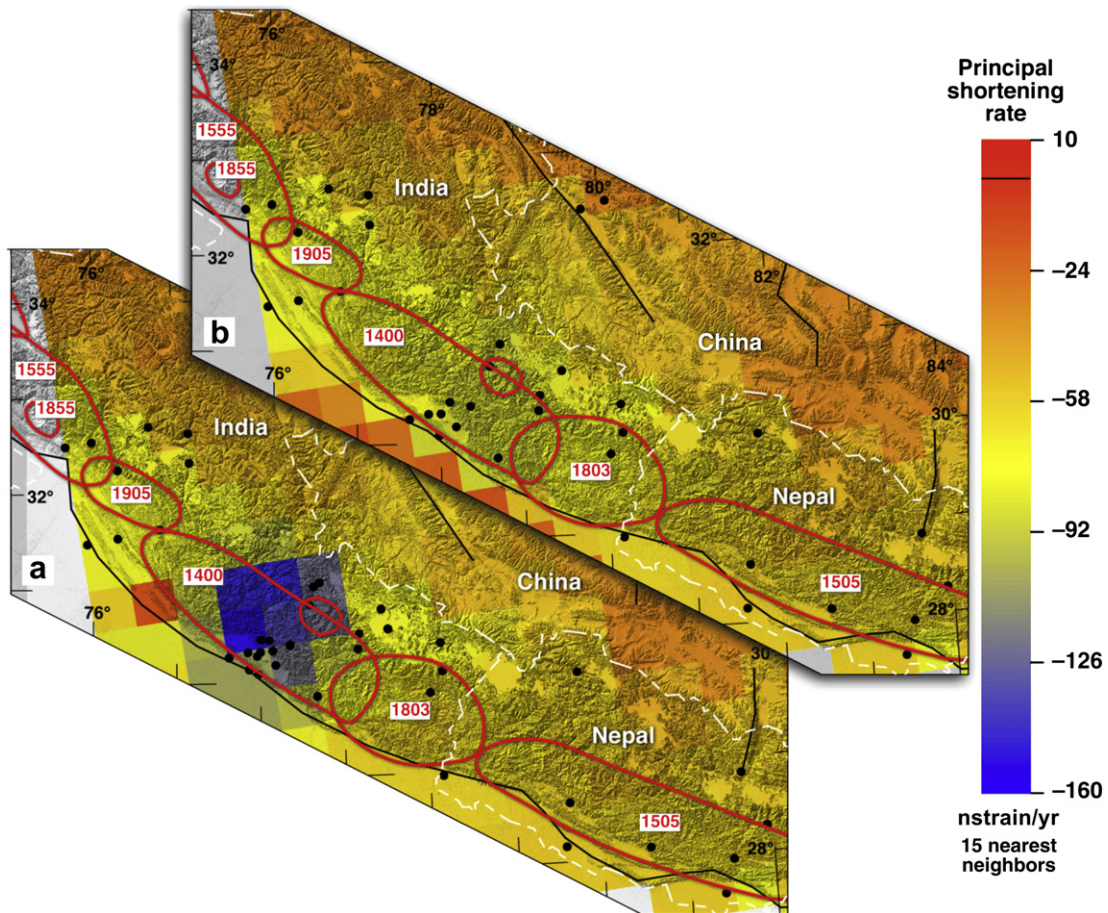 76°
34°
78°
1555
1855
India
80°
1905
32°
82°
32°
b
1400
China
84°
76°
30°
1803
Nepal
1505
28°
76°
34°
1555
1855
India
1905
32°
a
1400
China
76°
30
1803
Nepal
1505
28°
Principal
shortening
rate
10
–24
–58
–92
–126
–160
nstrain/yr
15 nearest
neighbors